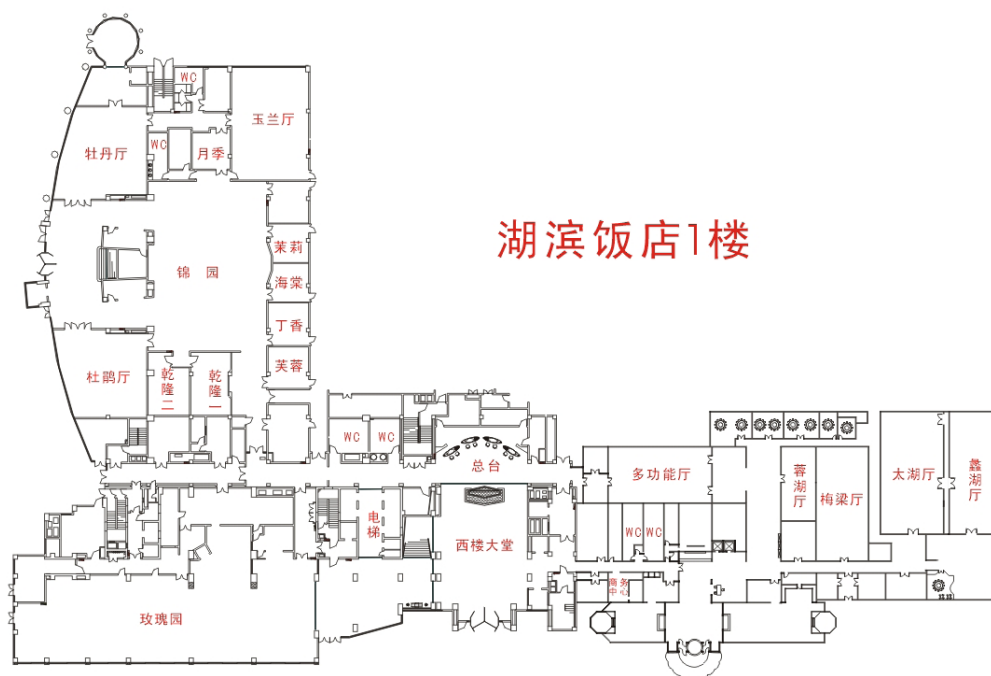 WC
玉兰厅
牡丹厅
WC
月季
湖滨饭店1楼
茉莉
锦 园
海棠
丁香
芙蓉
杜鹃厅
乾隆二
乾隆一
WC
WC
总台
多功能厅
蓉湖厅
梅梁厅
太湖厅
蠡湖厅
电梯
西楼大堂
WC
WC
商务
中心
玫瑰园